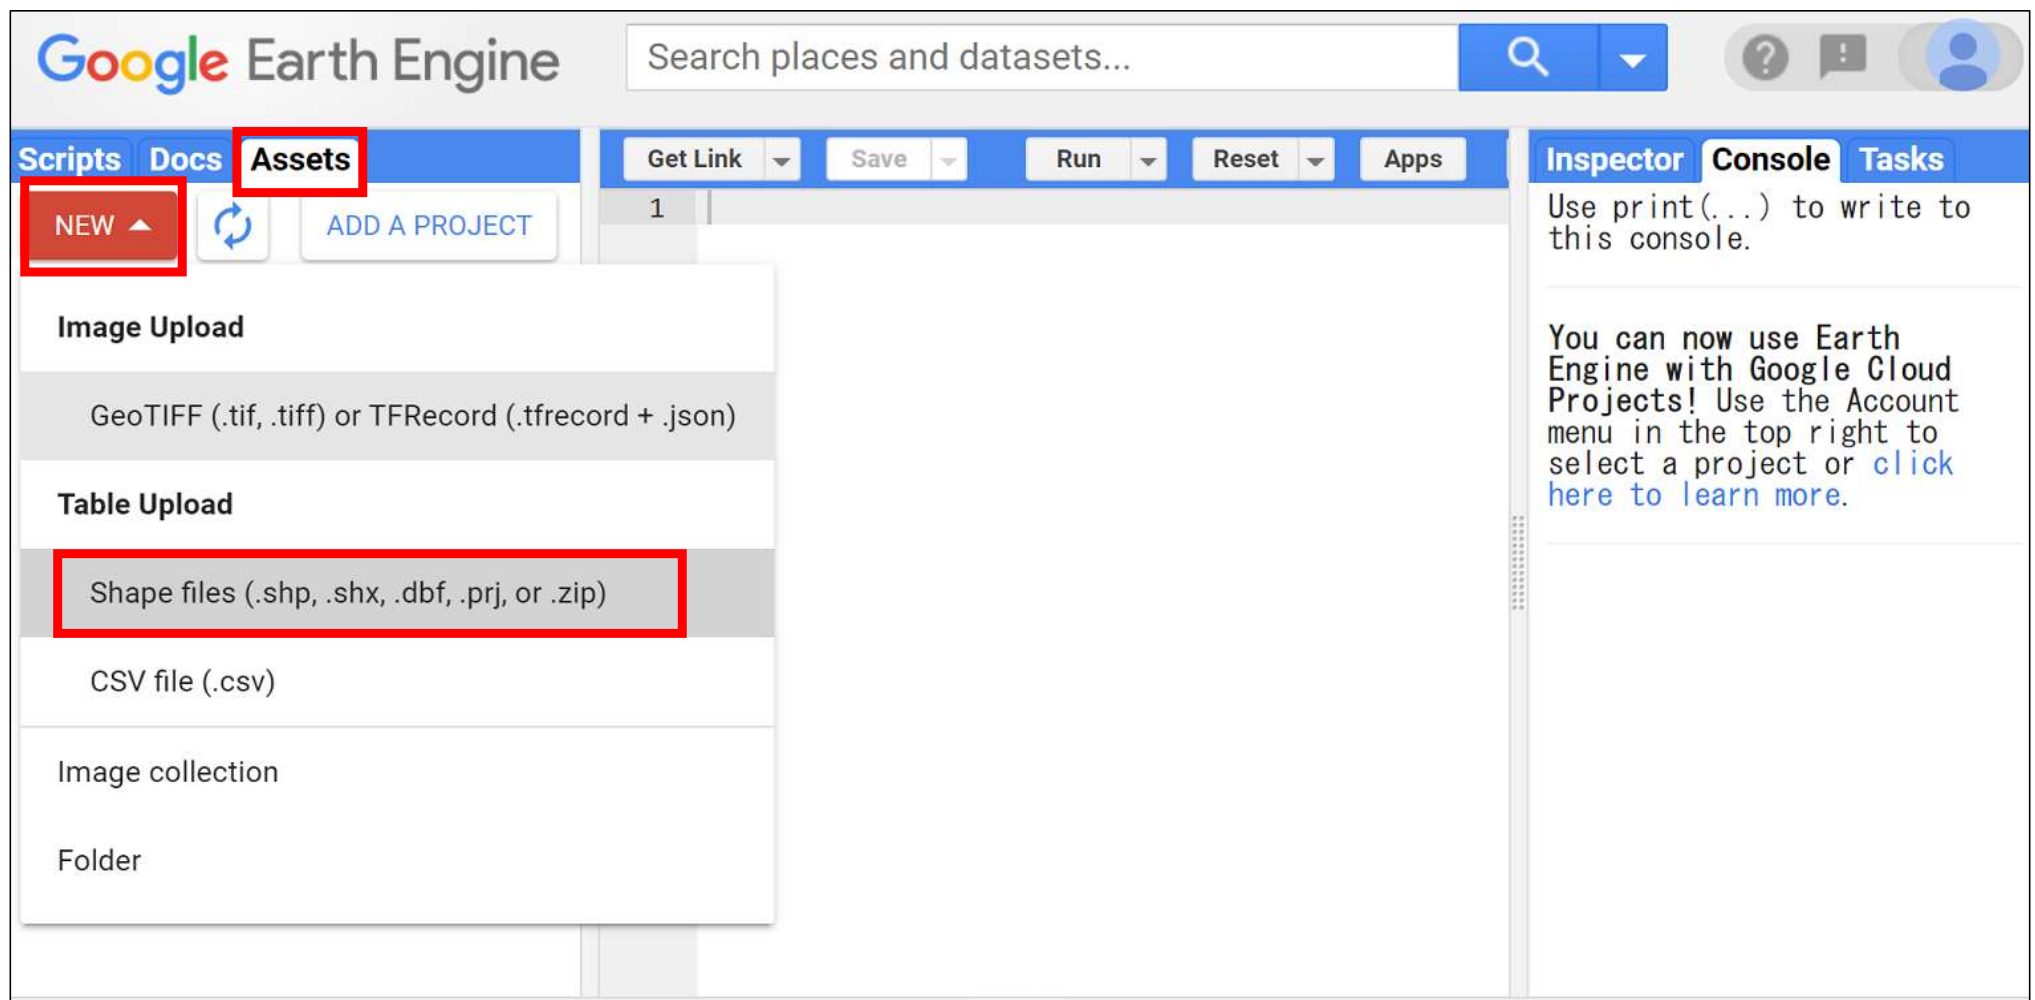 Google Earth Engine
Search places and datasets...
Scripts Docs Assets
NEW
ADD A PROJECT
Image Upload
GeoTIFF (.tif, .tiff) or TFRecord (.tfrecord + .json)
Table Upload
Shape files (.shp, .shx, .dbf, .prj, or .zip)
CSV file (.csv)
Image collection
Folder
Get Link Save Run Reset Apps
1
Inspector Console Tasks
Use print(...) to write to
this console.
You can now use Earth
Engine with Google Cloud
Projects! Use the Account
menu in the top right to
select a project or click
here to learn more.